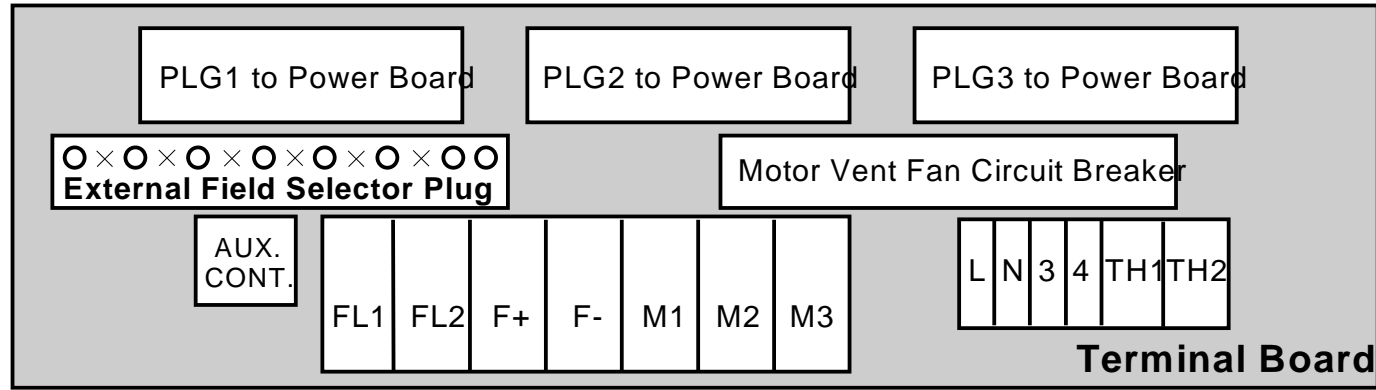 PLG1 to Power Board
PLG2 to Power Board
PLG3 to Power Board
External Field Selector Plug
Motor Vent Fan Circuit Breaker
AUX.
CONT.
FL1 FL2 F+ F- M1 M2 M3
L N 3 4 TH1 TH2
Terminal Board